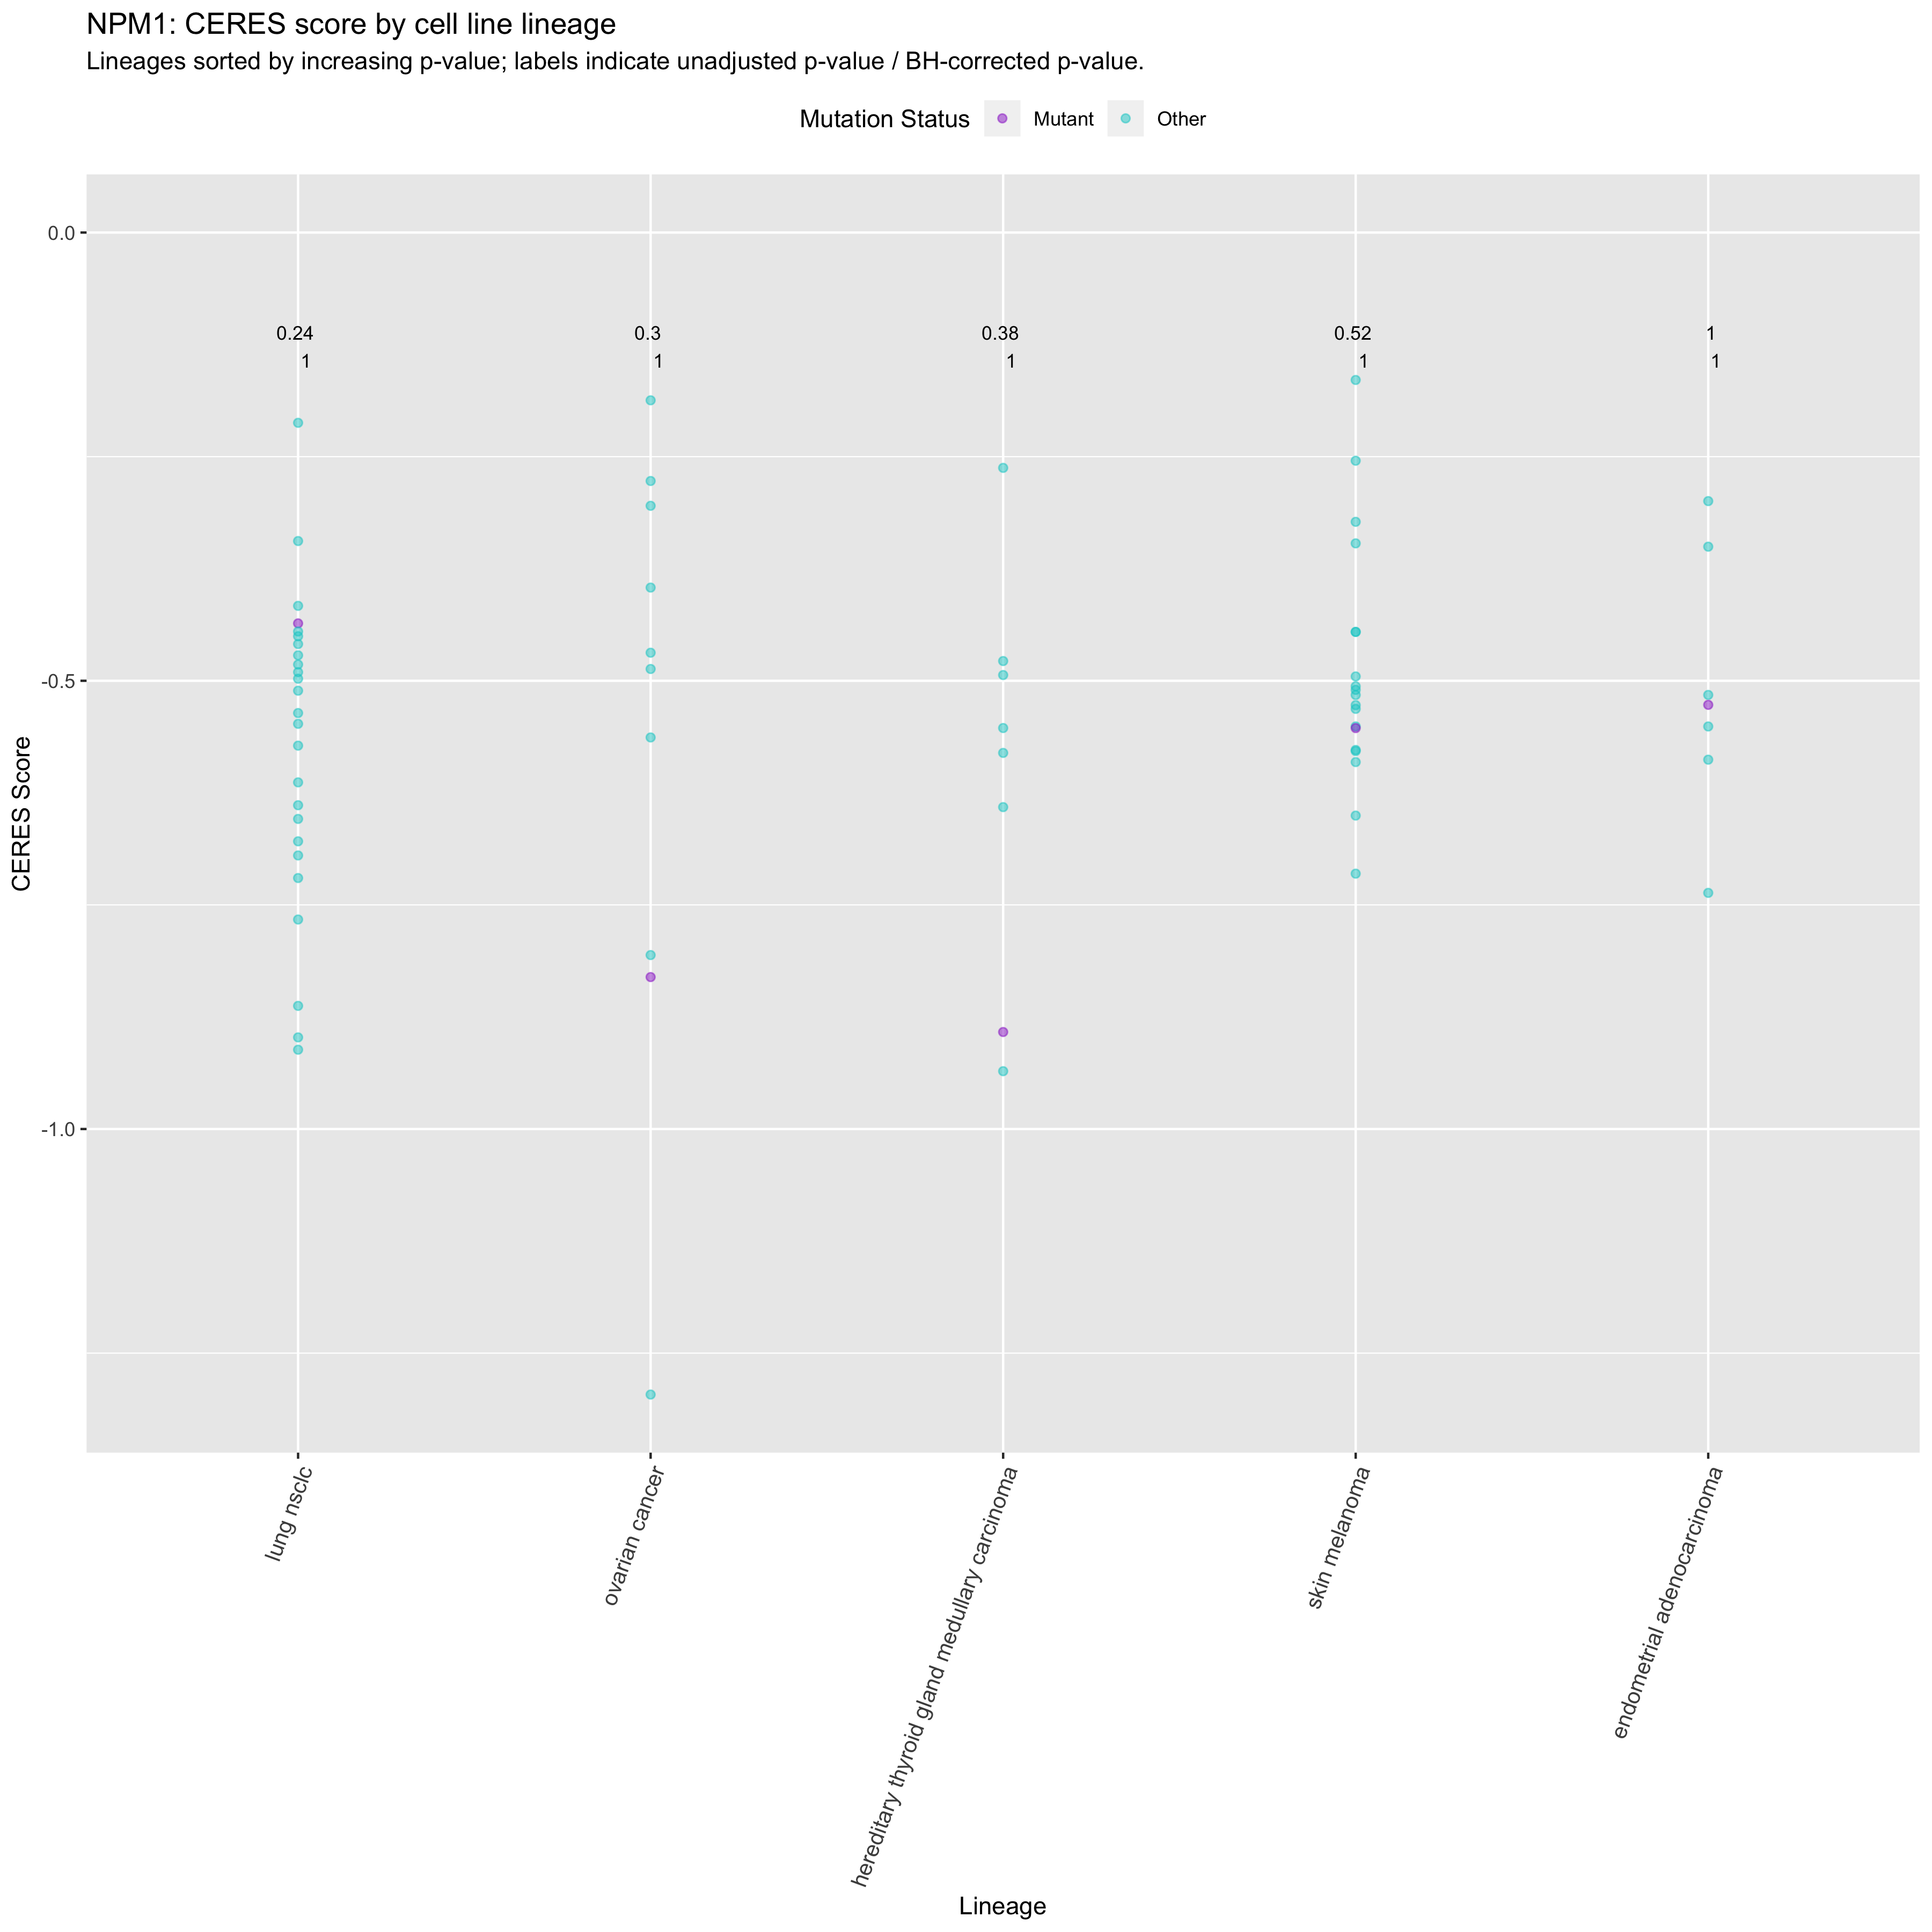 NPM1: CERES score by cell line lineage
Lineages sorted by increasing p-value; labels indicate unadjusted p-value / BH-corrected p-value.
Mutation Status Mutant Other
0.0
0.24 0.3 0.38 0.52 1
1 1 1 1 1
-0.5
-1.0
CERES Score
lung nsclc
ovarian cancer
hereditary thyroid gland medullary carcinoma
skin melanoma
endometrial adenocarcinoma
Lineage